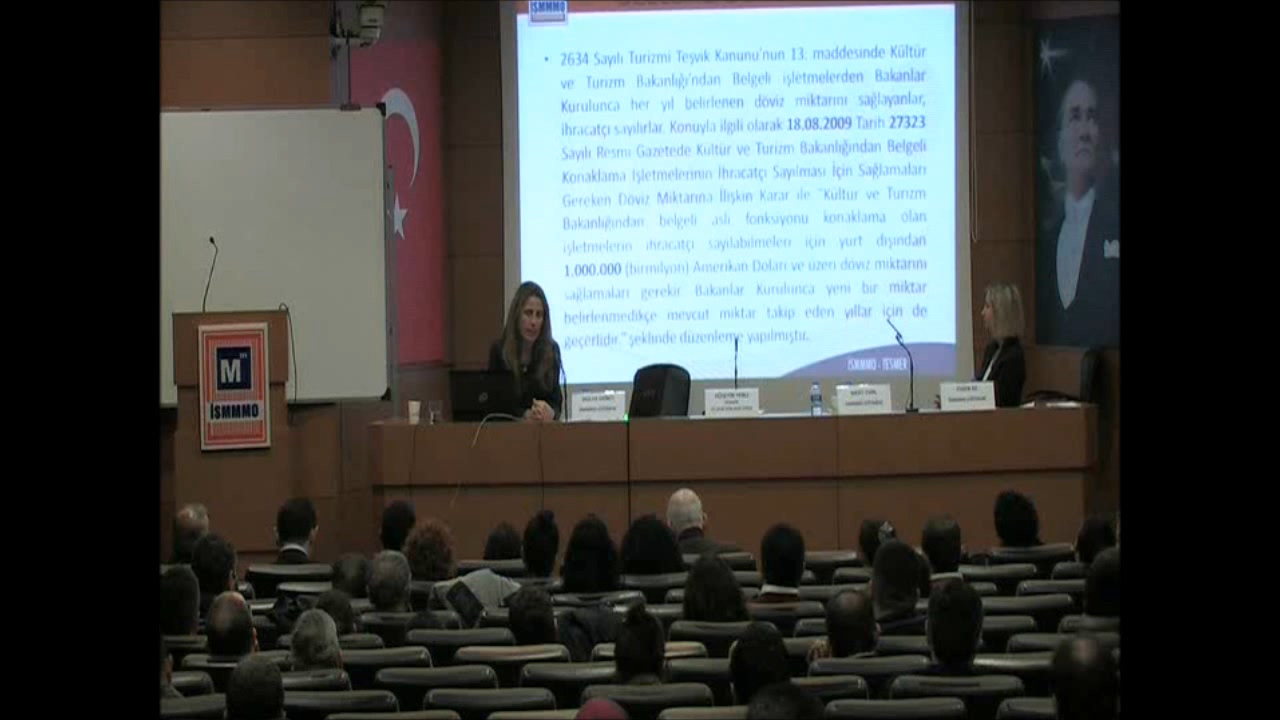 İSMMMO
• 2634 Sayılı Turizmi Teşvik Kanunu'nun 13. maddesinde Kültür
ve Turizm Bakanlığı'ndan Belgeli işletmelerden Bakanlar
Kurulunca her yıl belirlenen döviz miktarını sağlayanlar,
ihracatçı sayılırlar. Konuyla ilgili olarak 18.08.2009 Tarih 27323
Sayılı Resmi Gazetede Kültür ve Turizm Bakanlığından Belgeli
Konaklama İşletmelerinin İhracatçı Sayılması İçin Sağlamaları
Gereken Döviz Miktarına İlişkin Karar ile "Kültür ve Turizm
Bakanlığından belgeli asli fonksiyonu konaklama olan
işletmelerin ihracatçı sayılabilmeleri için yurt dışından
1.000.000 (birmilyon) Amerikan Doları ve üzeri döviz miktarını
sağlamaları gerekir. Bakanlar Kurulunca yeni bir miktar
belirlenmedikçe mevcut miktar takip eden yıllar için de
geçerlidir." şeklinde düzenleme yapılmıştır.
İSMMMO - TESMER
M
İSMMMO